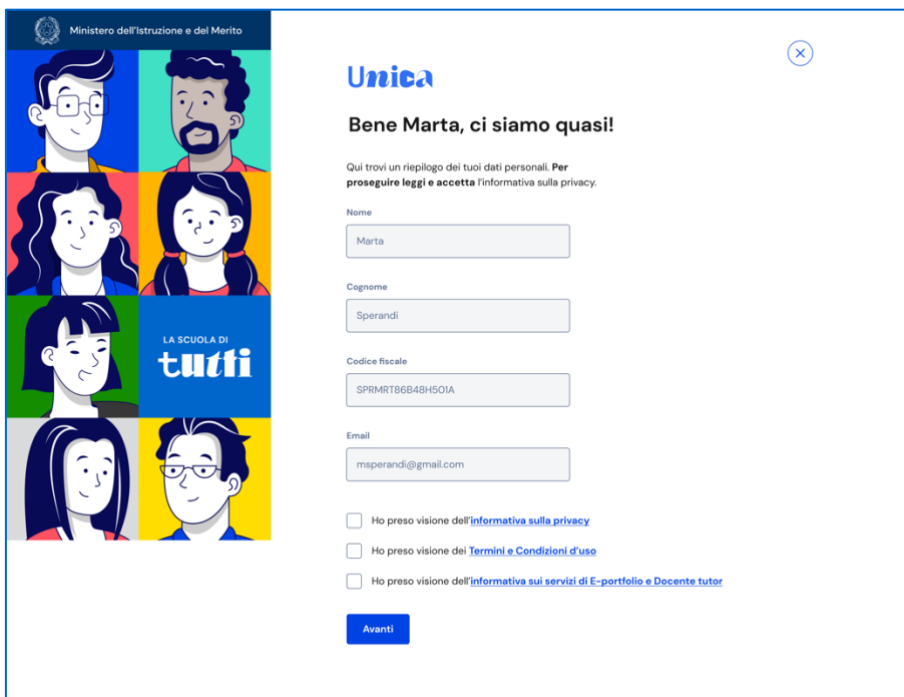 Ministero dell'Istruzione e del Merito
LA SCUOLA DI
tutti
Unica
Bene Marta, ci siamo quasi!
Qui trovi un riepilogo dei tuoi dati personali. Per
proseguire leggi e accetta l'informativa sulla privacy.
Nome
Marta
Cognome
Sperandi
Codice fiscale
SPRMRT86B48H501A
Email
msperandi@gmail.com
Ho preso visione dell'informativa sulla privacy
Ho preso visione dei Termini e Condizioni d'uso
Ho preso visione dell'informativa sui servizi di E-portfolio e Docente tutor
Avanti